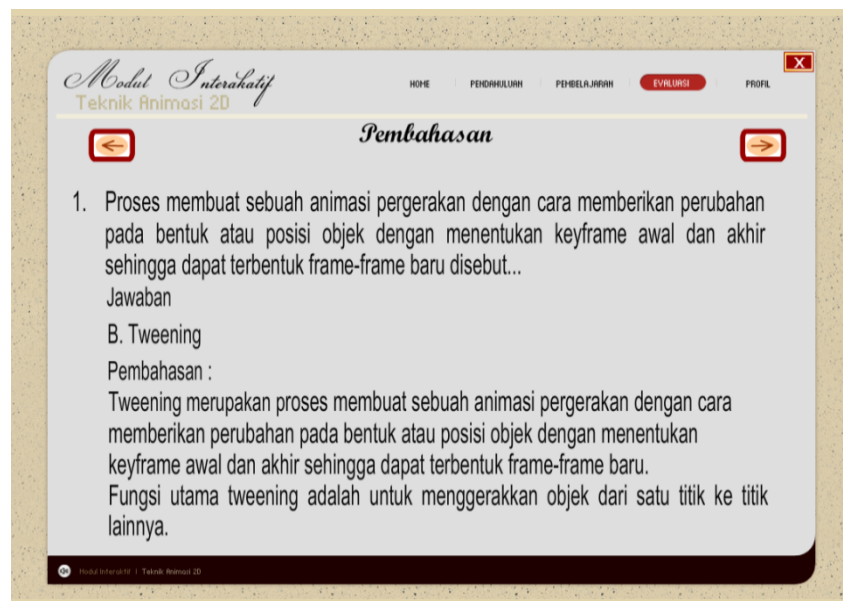 Modul Interakatif
Teknik Animasi 2D
HOME PENDAHULUAN PEMBELAJARAN EVALUASI PROFIL
X
Pembahasan
1. Proses membuat sebuah animasi pergerakan dengan cara memberikan perubahan
pada bentuk atau posisi objek dengan menentukan keyframe awal dan akhir
sehingga dapat terbentuk frame-frame baru disebut...
Jawaban
B. Tweening
Pembahasan :
Tweening merupakan proses membuat sebuah animasi pergerakan dengan cara
memberikan perubahan pada bentuk atau posisi objek dengan menentukan
keyframe awal dan akhir sehingga dapat terbentuk frame-frame baru.
Fungsi utama tweening adalah untuk menggerakkan objek dari satu titik ke titik
lainnya.
Modul Interaktif | Teknik Animasi 2D